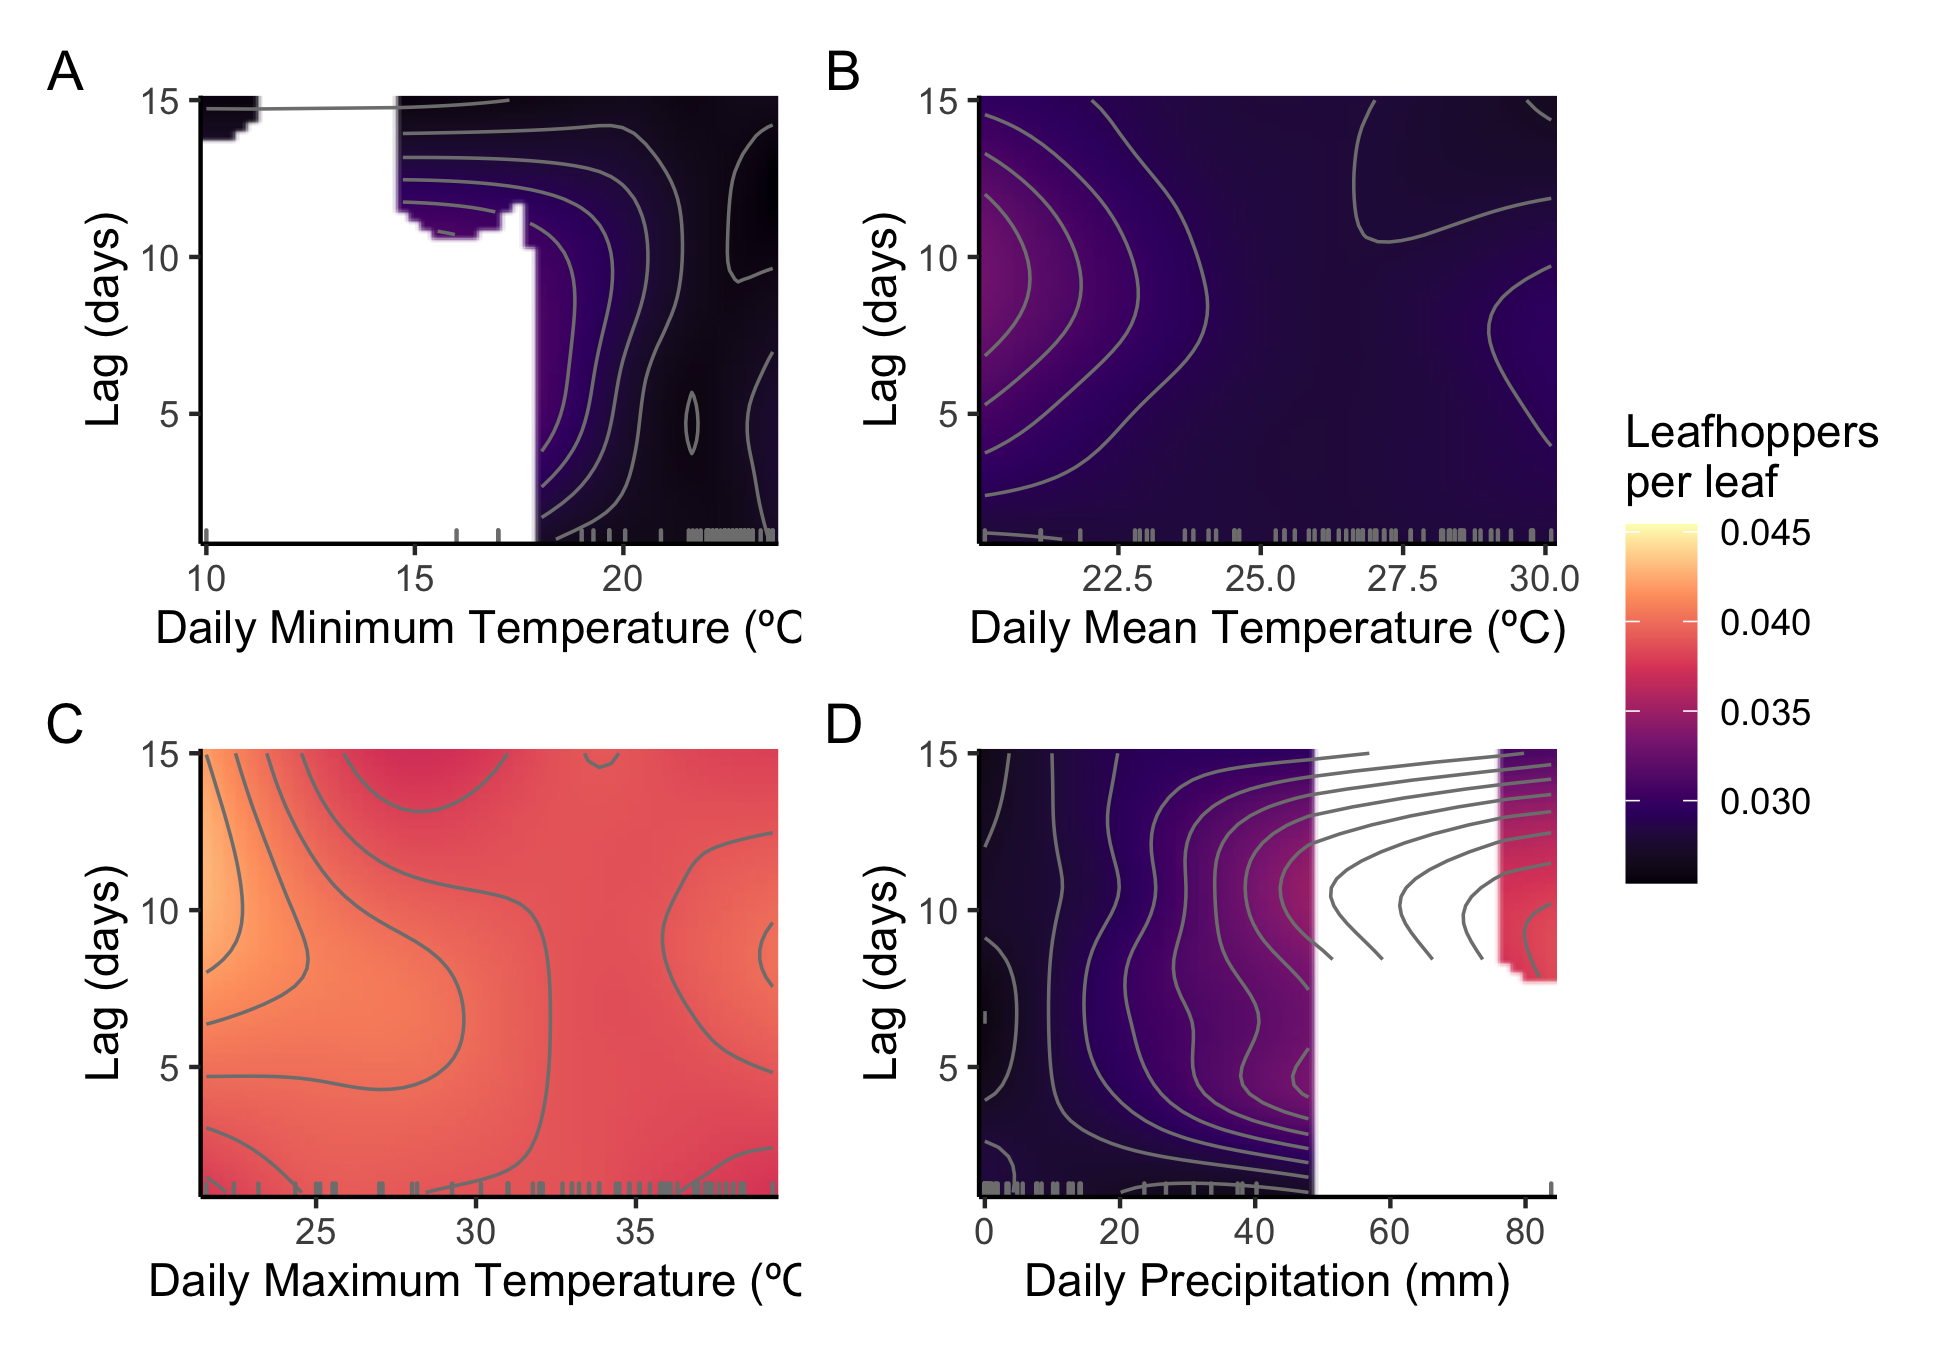 A
15
10
5
Lag (days)
10
15
20
Daily Minimum Temperature (ºC
B
15
10
5
Lag (days)
22.5
25.0
27.5
30.0
Daily Mean Temperature (ºC)
Leafhoppers
per leaf
0.045
0.040
0.035
0.030
C
15
10
5
Lag (days)
25
30
35
Daily Maximum Temperature (ºC
D
15
10
5
Lag (days)
0
20
40
60
80
Daily Precipitation (mm)